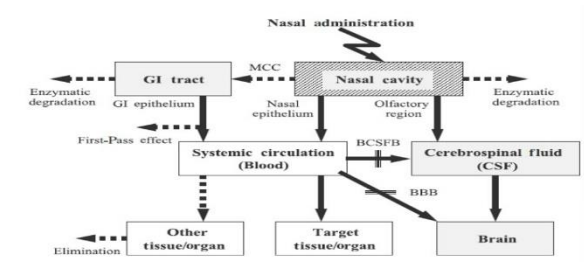 Nasal administration
MCC
Enzymatic
degradation
GI tract
Nasal cavity
Enzymatic
degradation
GI epithelium
Nasal
epithelium
Olfactory
region
First-Pass effect
Systemic circulation
(Blood)
BCSFB
Cerebrospinal fluid
(CSF)
BBB
Other
tissue/organ
Target
tissue/organ
Brain
Elimination